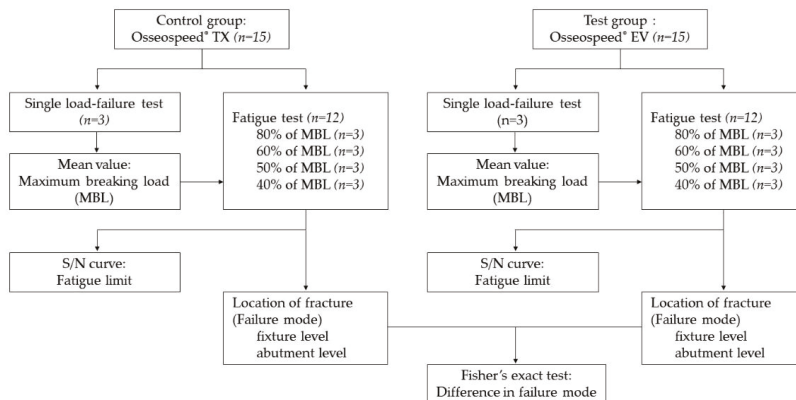 Control group:
Osseospeed® TX (n=15)
Single load-failure test
(n=3)
Mean value:
Maximum breaking load
(MBL)
Fatigue test (n=12)
80% of MBL (n=3)
60% of MBL (n=3)
50% of MBL (n=3)
40% of MBL (n=3)
S/N curve:
Fatigue limit
Location of fracture
(Failure mode)
fixture level
abutment level
Test group :
Osseospeed® EV (n=15)
Single load-failure test
(n=3)
Mean value:
Maximum breaking load
(MBL)
Fatigue test (n=12)
80% of MBL (n=3)
60% of MBL (n=3)
50% of MBL (n=3)
40% of MBL (n=3)
S/N curve:
Fatigue limit
Location of fracture
(Failure mode)
fixture level
abutment level
Fisher's exact test:
Difference in failure mode